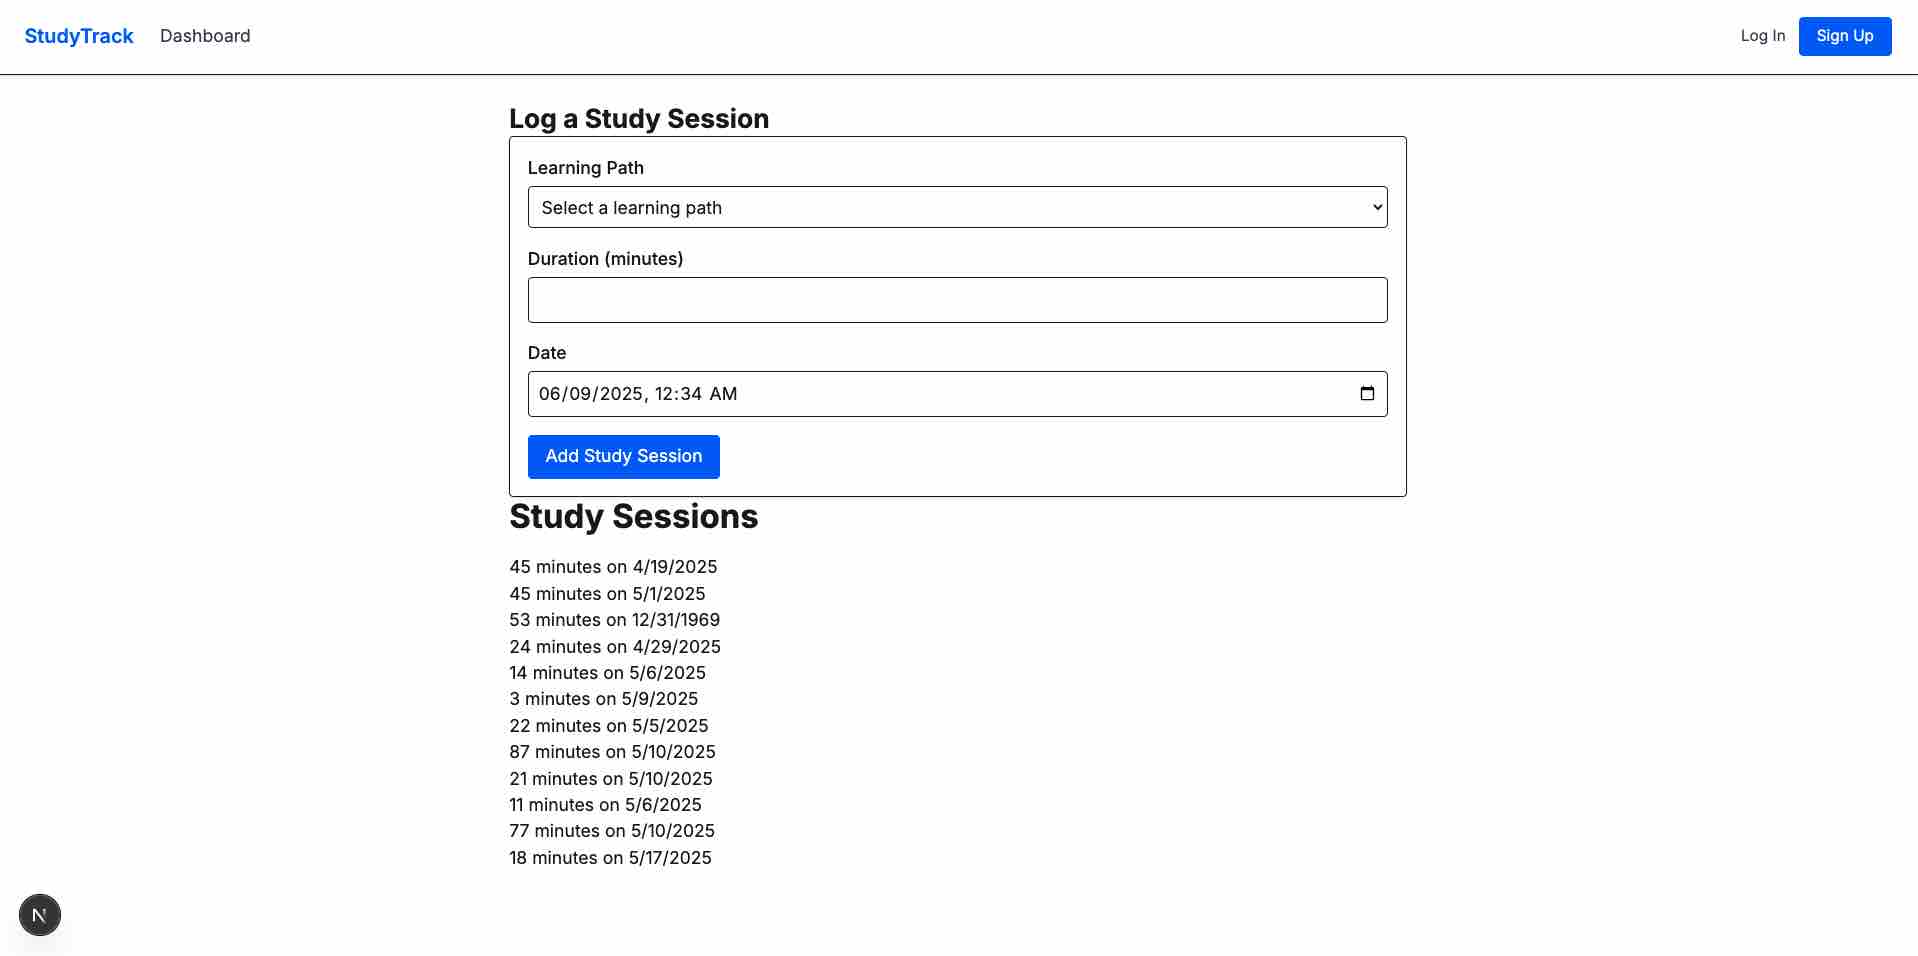 StudyTrack Dashboard Log In Sign Up
Log a Study Session
Learning Path
Select a learning path
Duration (minutes)
Date
06/09/2025, 12:34 AM
Add Study Session
Study Sessions
45 minutes on 4/19/2025
45 minutes on 5/1/2025
53 minutes on 12/31/1969
24 minutes on 4/29/2025
14 minutes on 5/6/2025
3 minutes on 5/9/2025
22 minutes on 5/5/2025
87 minutes on 5/10/2025
21 minutes on 5/10/2025
11 minutes on 5/6/2025
77 minutes on 5/10/2025
18 minutes on 5/17/2025
N